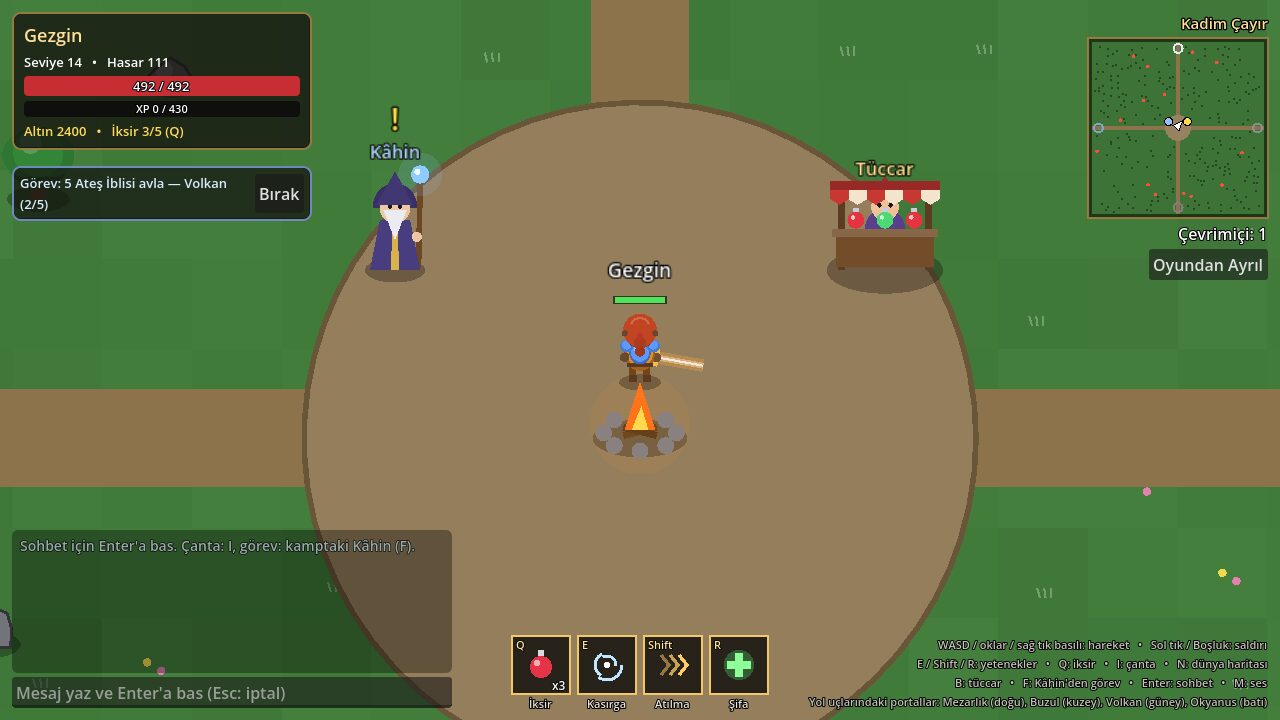 Gezgin
Seviye 14 • Hasar 111
492 / 492
XP 0 / 430
Altın 2400 • İksir 3/5 (Q)
Görev: 5 Ateş İblisi avla — Volkan
(2/5)
Bırak
!
Kâhin
Tüccar
Gezgin
Kadim Çayır
Çevrimiçi: 1
Oyundan Ayrıl
Sohbet için Enter'a bas. Çanta: I, görev: kamptaki Kâhin (F).
Mesaj yaz ve Enter'a bas (Esc: iptal)
Q
x3
İksir
E
Kasırga
Shift
Atılma
R
Şifa
WASD / oklar / sağ tık basılı: hareket • Sol tık / Boşluk: saldırı
E / Shift / R: yetenekler • Q: iksir • I: çanta • N: dünya haritası
B: tüccar • F: Kâhin'den görev • Enter: sohbet • M: ses
Yol uçlarındaki portallar: Mezarlık (doğu), Buzul (kuzey), Volkan (güney), Okyanus (batı)